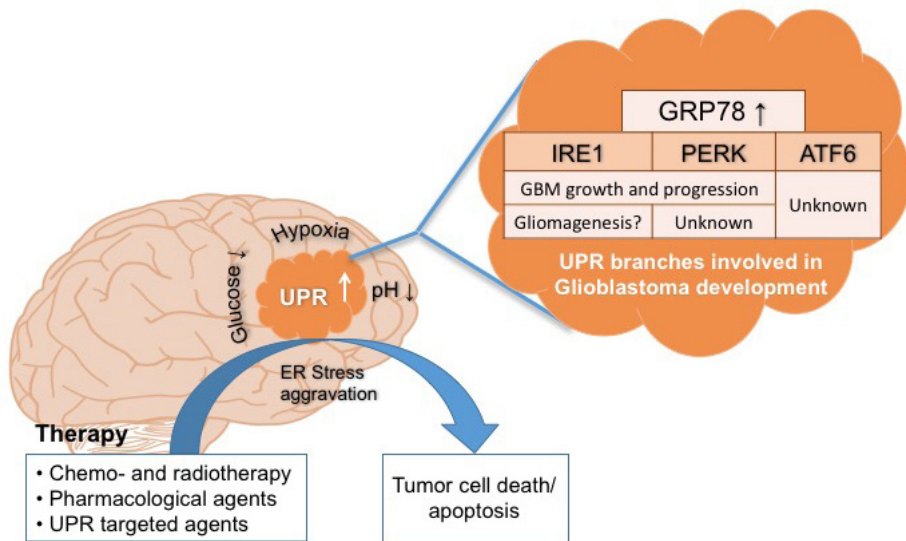 GRP78 ↑
IRE1 PERK ATF6
GBM growth and progression
Unknown
Gliomagenesis? Unknown
UPR branches involved in
Glioblastoma development
Hypoxia
Glucose ↓
UPR ↑
pH ↓
ER Stress
aggravation
Therapy
• Chemo- and radiotherapy
• Pharmacological agents
• UPR targeted agents
Tumor cell death/
apoptosis